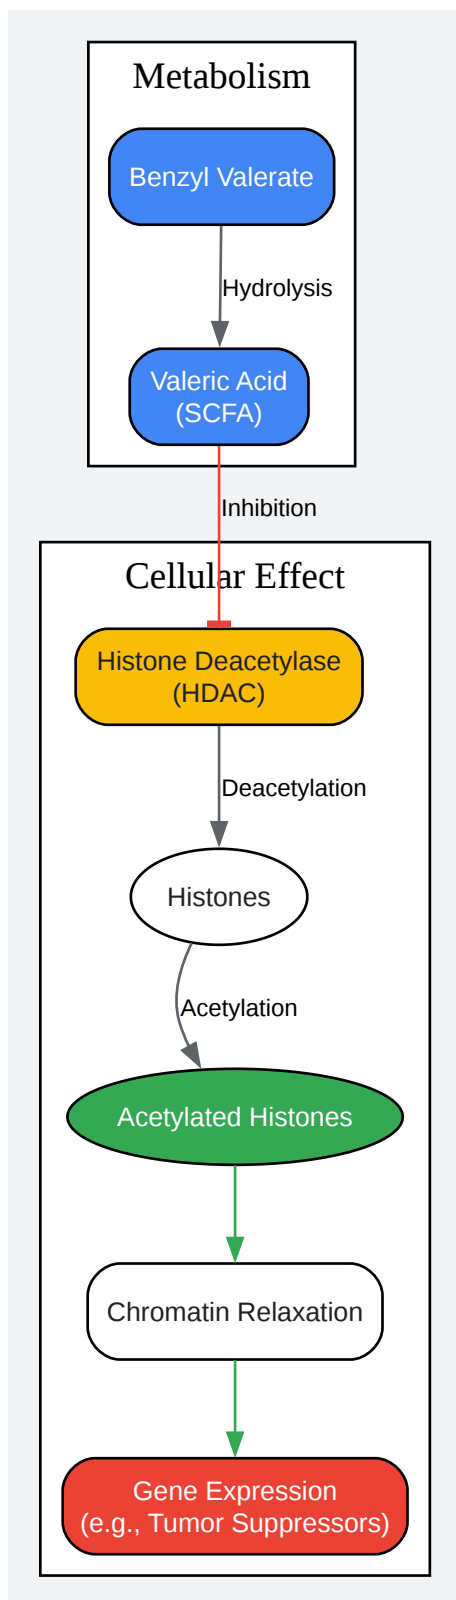 Metabolism
Benzyl Valerate
Hydrolysis
Valeric Acid
(SCFA)
Inhibition
Cellular Effect
Histone Deacetylase
(HDAC)
Deacetylation
Histones
Acetylation
Acetylated Histones
Chromatin Relaxation
Gene Expression
(e.g., Tumor Suppressors)